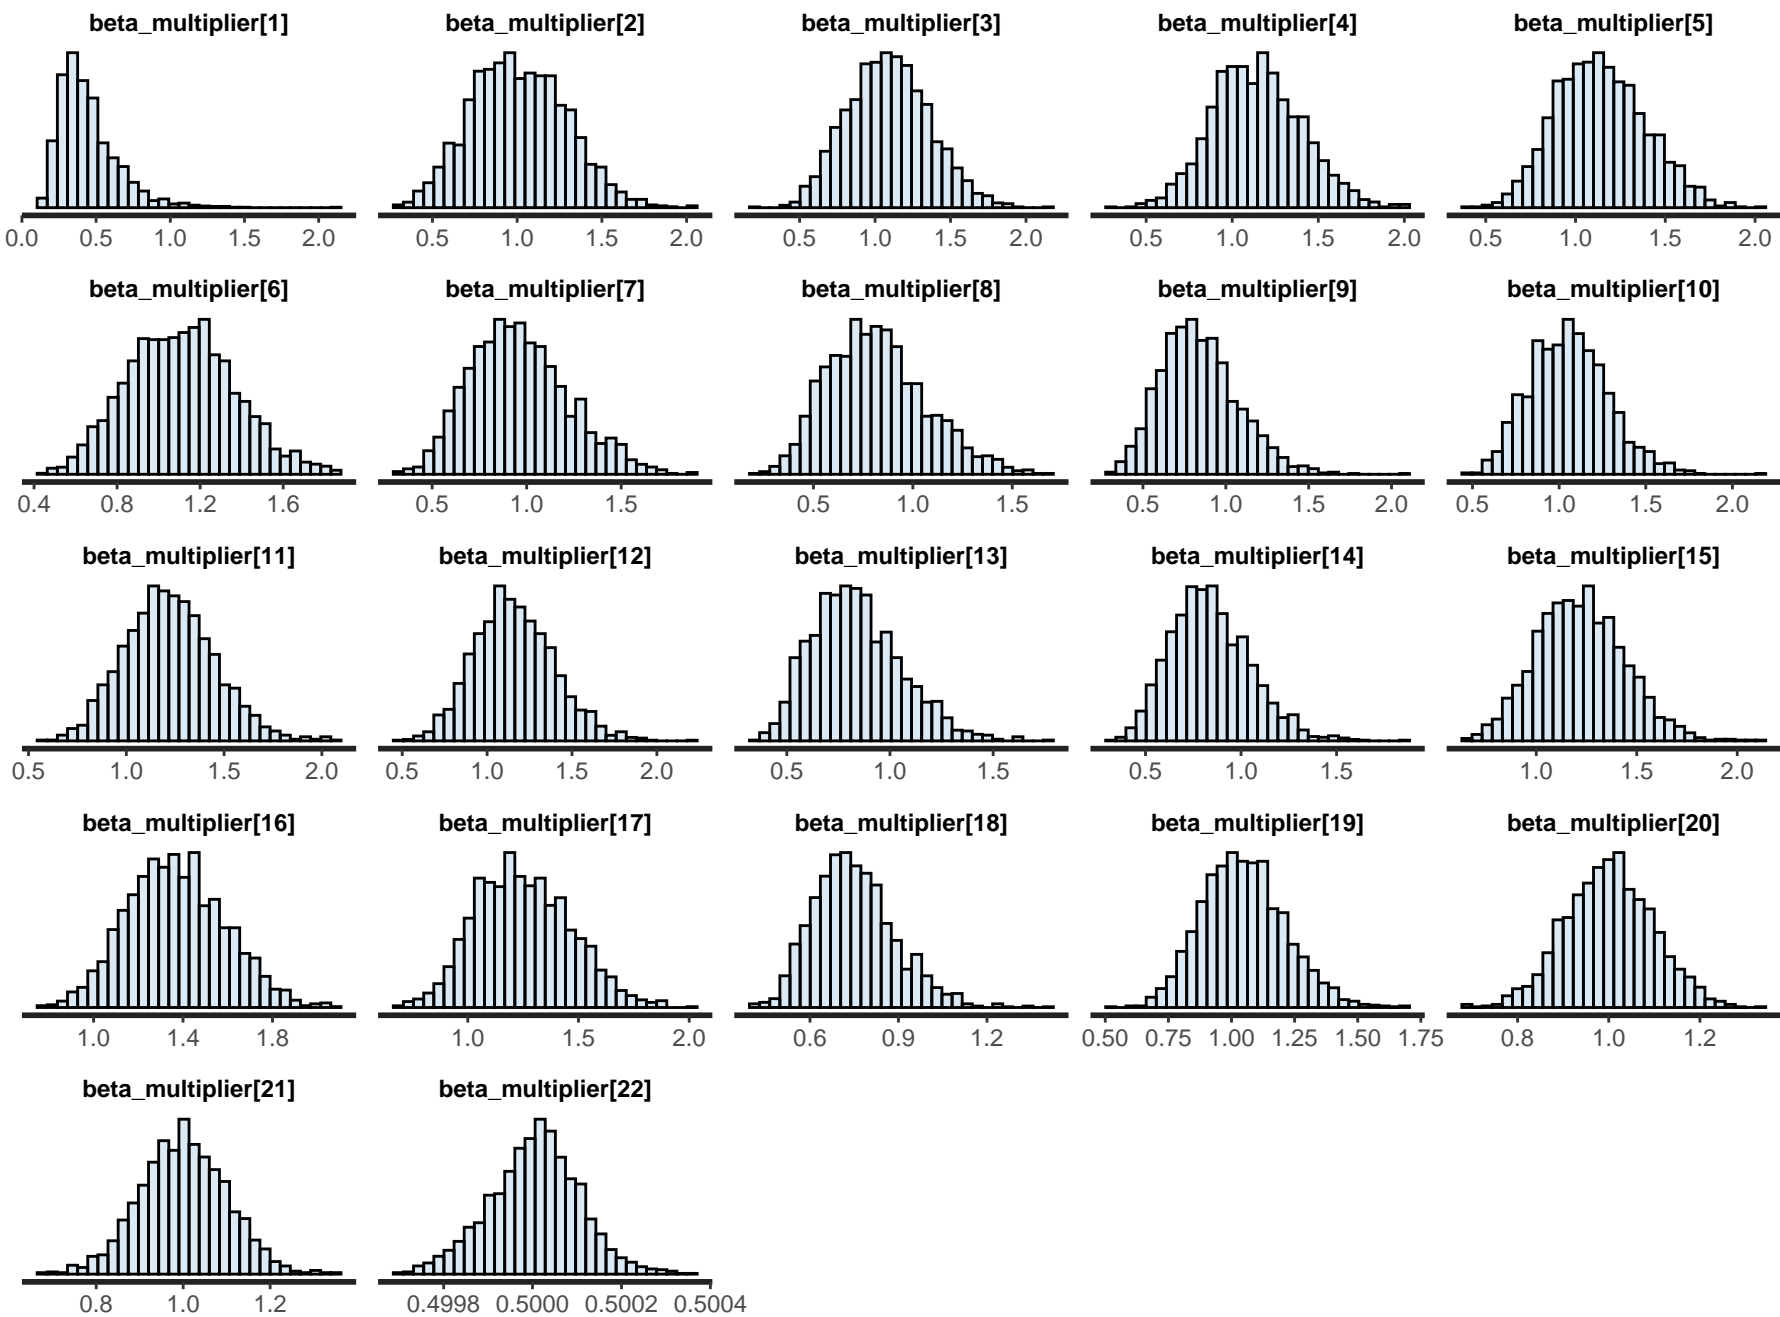 beta_multiplier[1] beta_multiplier[2] beta_multiplier[3] beta_multiplier[4] beta_multiplier[5]
0.0 0.5 1.0 1.5 2.0 0.5 1.0 1.5 2.0 0.5 1.0 1.5 2.0 0.5 1.0 1.5 2.0 0.5 1.0 1.5 2.0
beta_multiplier[6] beta_multiplier[7] beta_multiplier[8] beta_multiplier[9] beta_multiplier[10]
0.4 0.8 1.2 1.6 0.5 1.0 1.5 0.5 1.0 1.5 0.5 1.0 1.5 2.0 0.5 1.0 1.5 2.0
beta_multiplier[11] beta_multiplier[12] beta_multiplier[13] beta_multiplier[14] beta_multiplier[15]
0.5 1.0 1.5 2.0 0.5 1.0 1.5 2.0 0.5 1.0 1.5 0.5 1.0 1.5 1.0 1.5 2.0
beta_multiplier[16] beta_multiplier[17] beta_multiplier[18] beta_multiplier[19] beta_multiplier[20]
1.0 1.4 1.8 1.0 1.5 2.0 0.6 0.9 1.2 0.50 0.75 1.00 1.25 1.50 1.75 0.8 1.0 1.2
beta_multiplier[21] beta_multiplier[22]
0.8 1.0 1.2 0.4998 0.5000 0.5002 0.5004